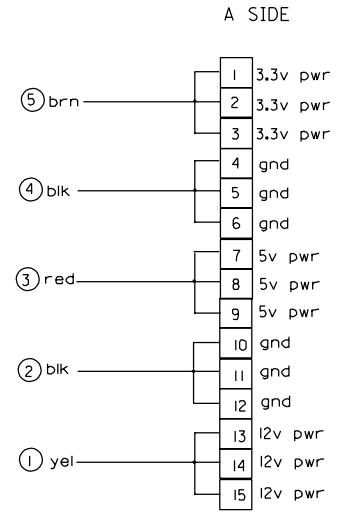 A SIDE
1 3.3v pwr
5 brn 2 3.3v pwr
3 3.3v pwr
4 gnd
4 blk 5 gnd
6 gnd
7 5v pwr
3 red 8 5v pwr
9 5v pwr
10 gnd
2 blk 11 gnd
12 gnd
13 12v pwr
1 yel 14 12v pwr
15 12v pwr